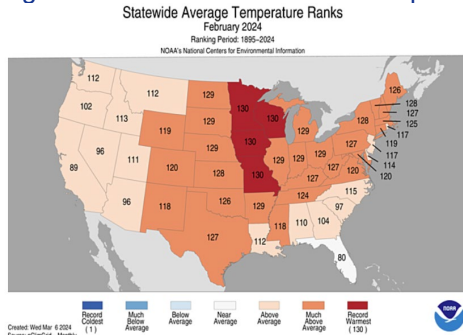 Statewide Average Temperature Ranks
February 2024
Ranking Period: 1895–2024
NOAA's National Centers for Environmental Information
112
102
112
113
119
89
96
111
96
120
118
129
129
129
128
126
127
130
130
130
130
129
129
112
129
129
129
127
124
118
110
104
80
97
115
127
120
127
128
126
128
127
125
117
117
114
120
Record
Coldest
(1)
Much
Below
Average
Below
Average
Near
Average
Above
Average
Much
Above
Average
Record
Warmest
(130)
Created: Wed Mar 6 2024